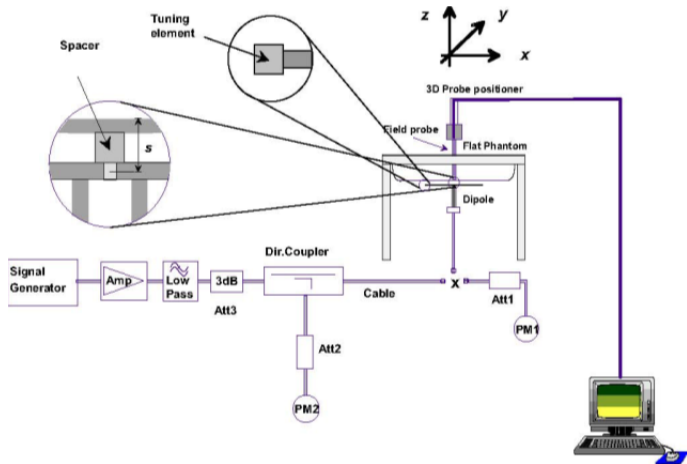 Tuning
element
Spacer
s
z
y
x
3D Probe positioner
Field probe
Flat Phantom
Dipole
Signal
Generator
Amp
Low
Pass
3dB
Att3
Dir.Coupler
Cable
X
Att1
PM1
Att2
PM2